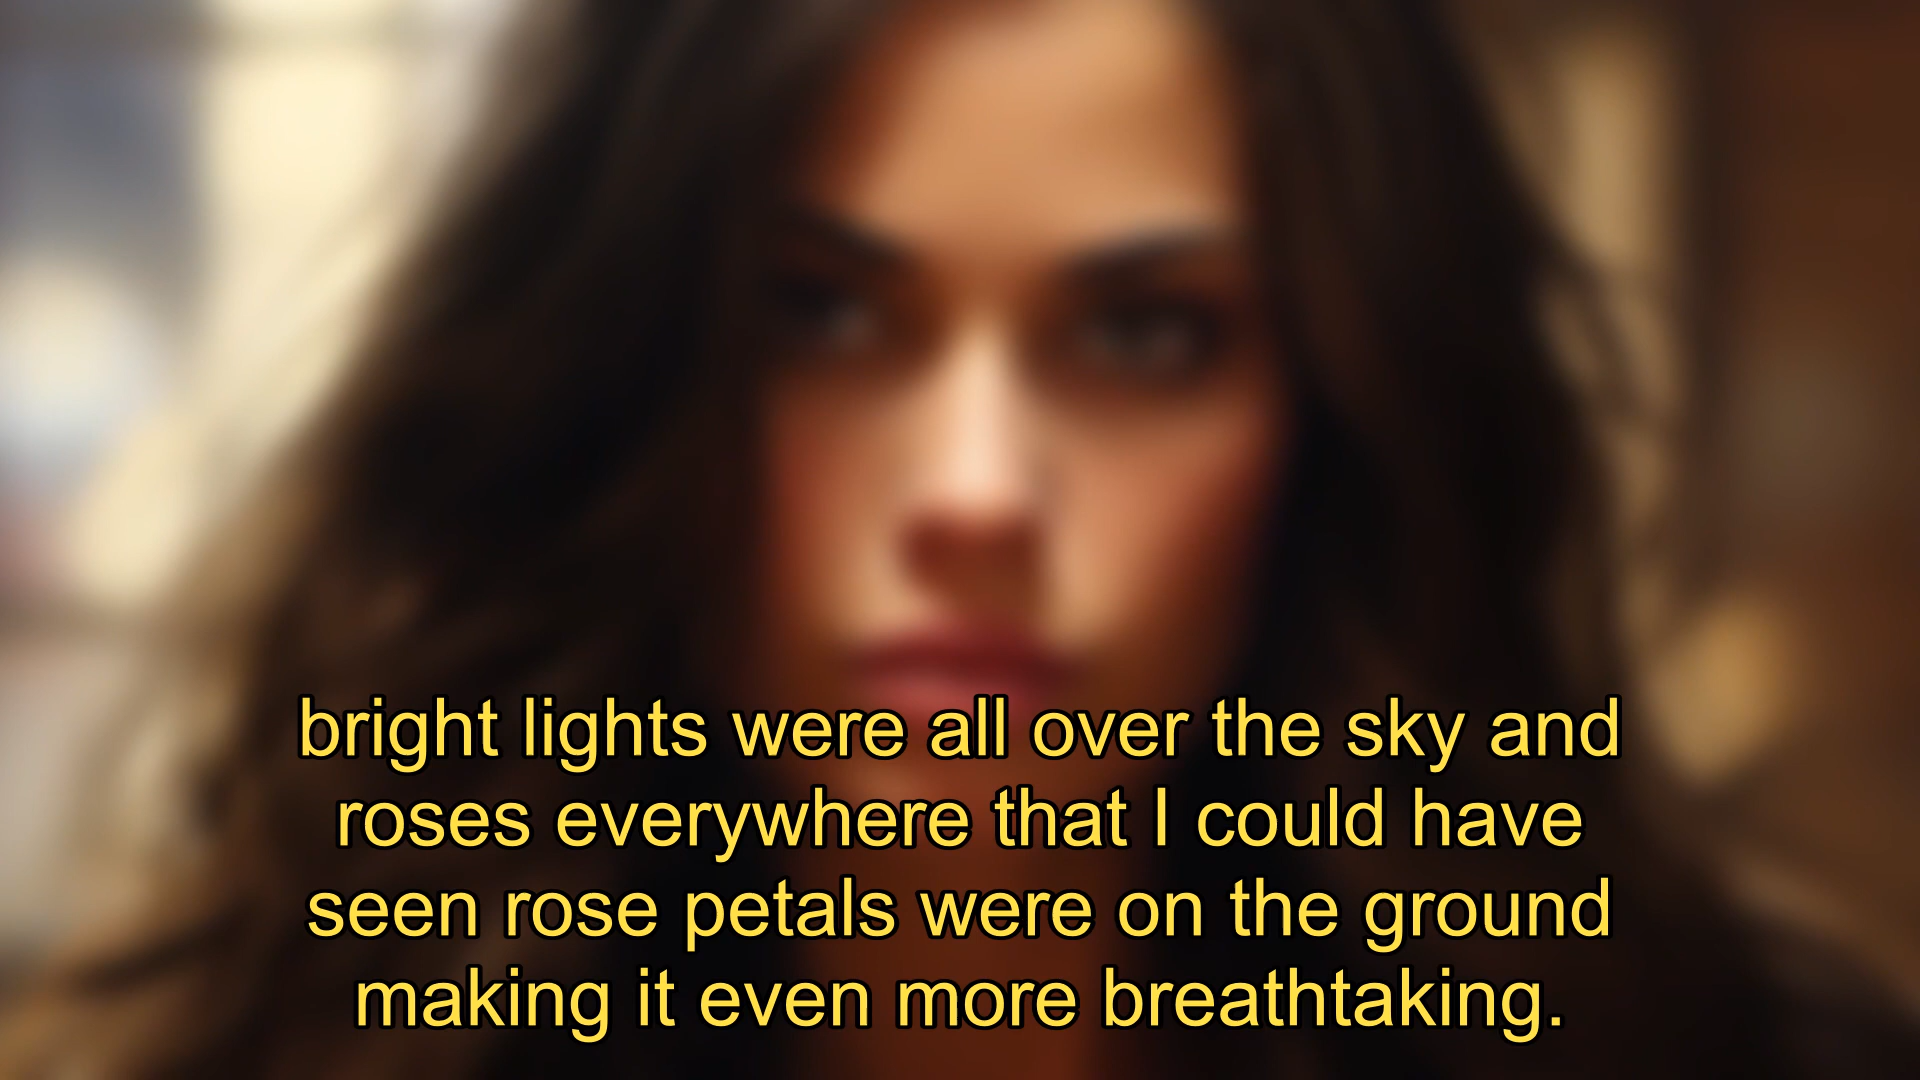 bright lights were all over the sky and
roses everywhere that I could have
seen rose petals were on the ground
making it even more breathtaking.